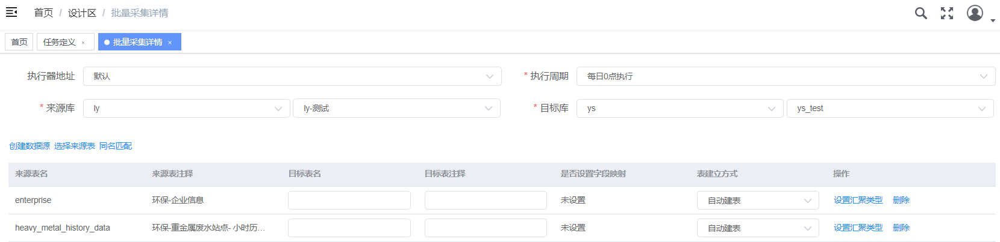 首页 / 设计区 / 批量采集详情
首页 任务定义 × 批量采集详情 ×
执行器地址 默认 * 执行周期 每日0点执行
* 来源库 ly ly-测试 * 目标库 ys ys_test
创建数据源 选择来源表 同名匹配
来源表名 来源表注释 目标表名 目标表注释 是否设置字段映射 表建立方式 操作
enterprise 环保-企业信息 未设置 自动建表 设置汇聚类型 删除
heavy_metal_history_data 环保-重金属废水站点- 小时历... 未设置 自动建表 设置汇聚类型 删除